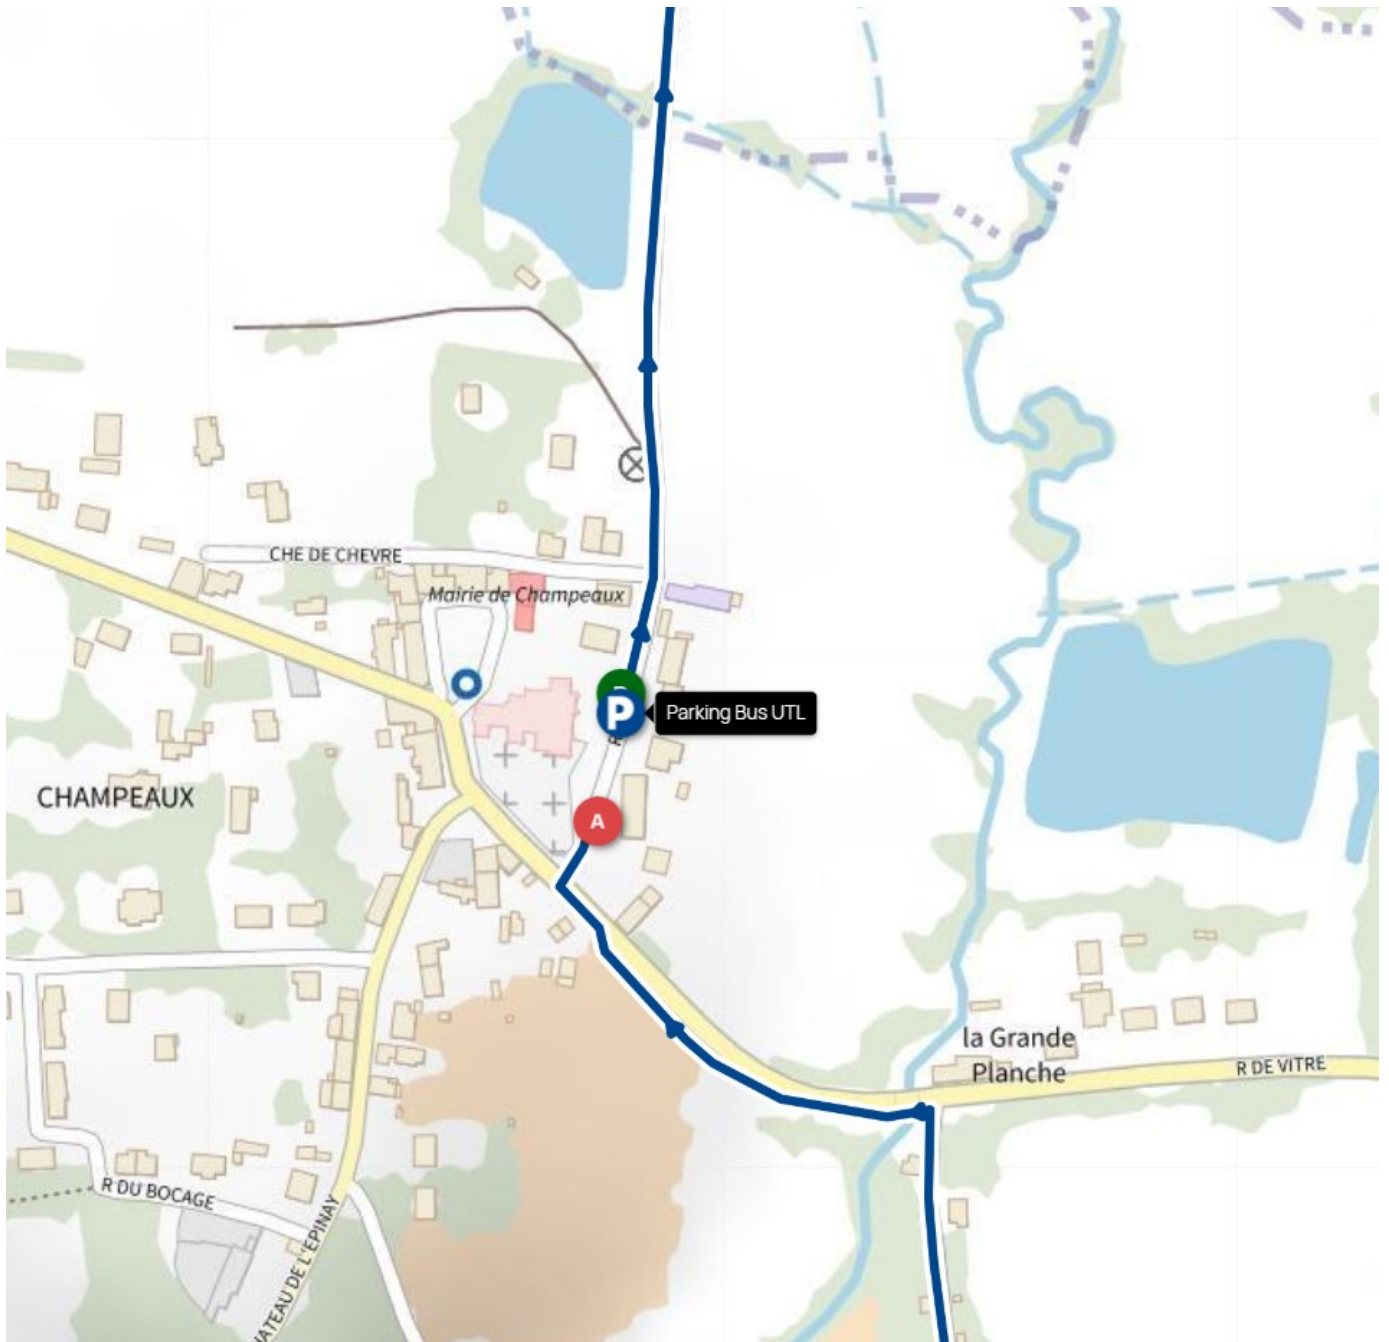 CHE DE CHEVRE
Mairie de Champeaux
P
Parking Bus UTL
CHAMPEAUX
A
la Grande
Planche
R DE VITRE
R DU BOCAGE
HATEAU DE L'EPINAY